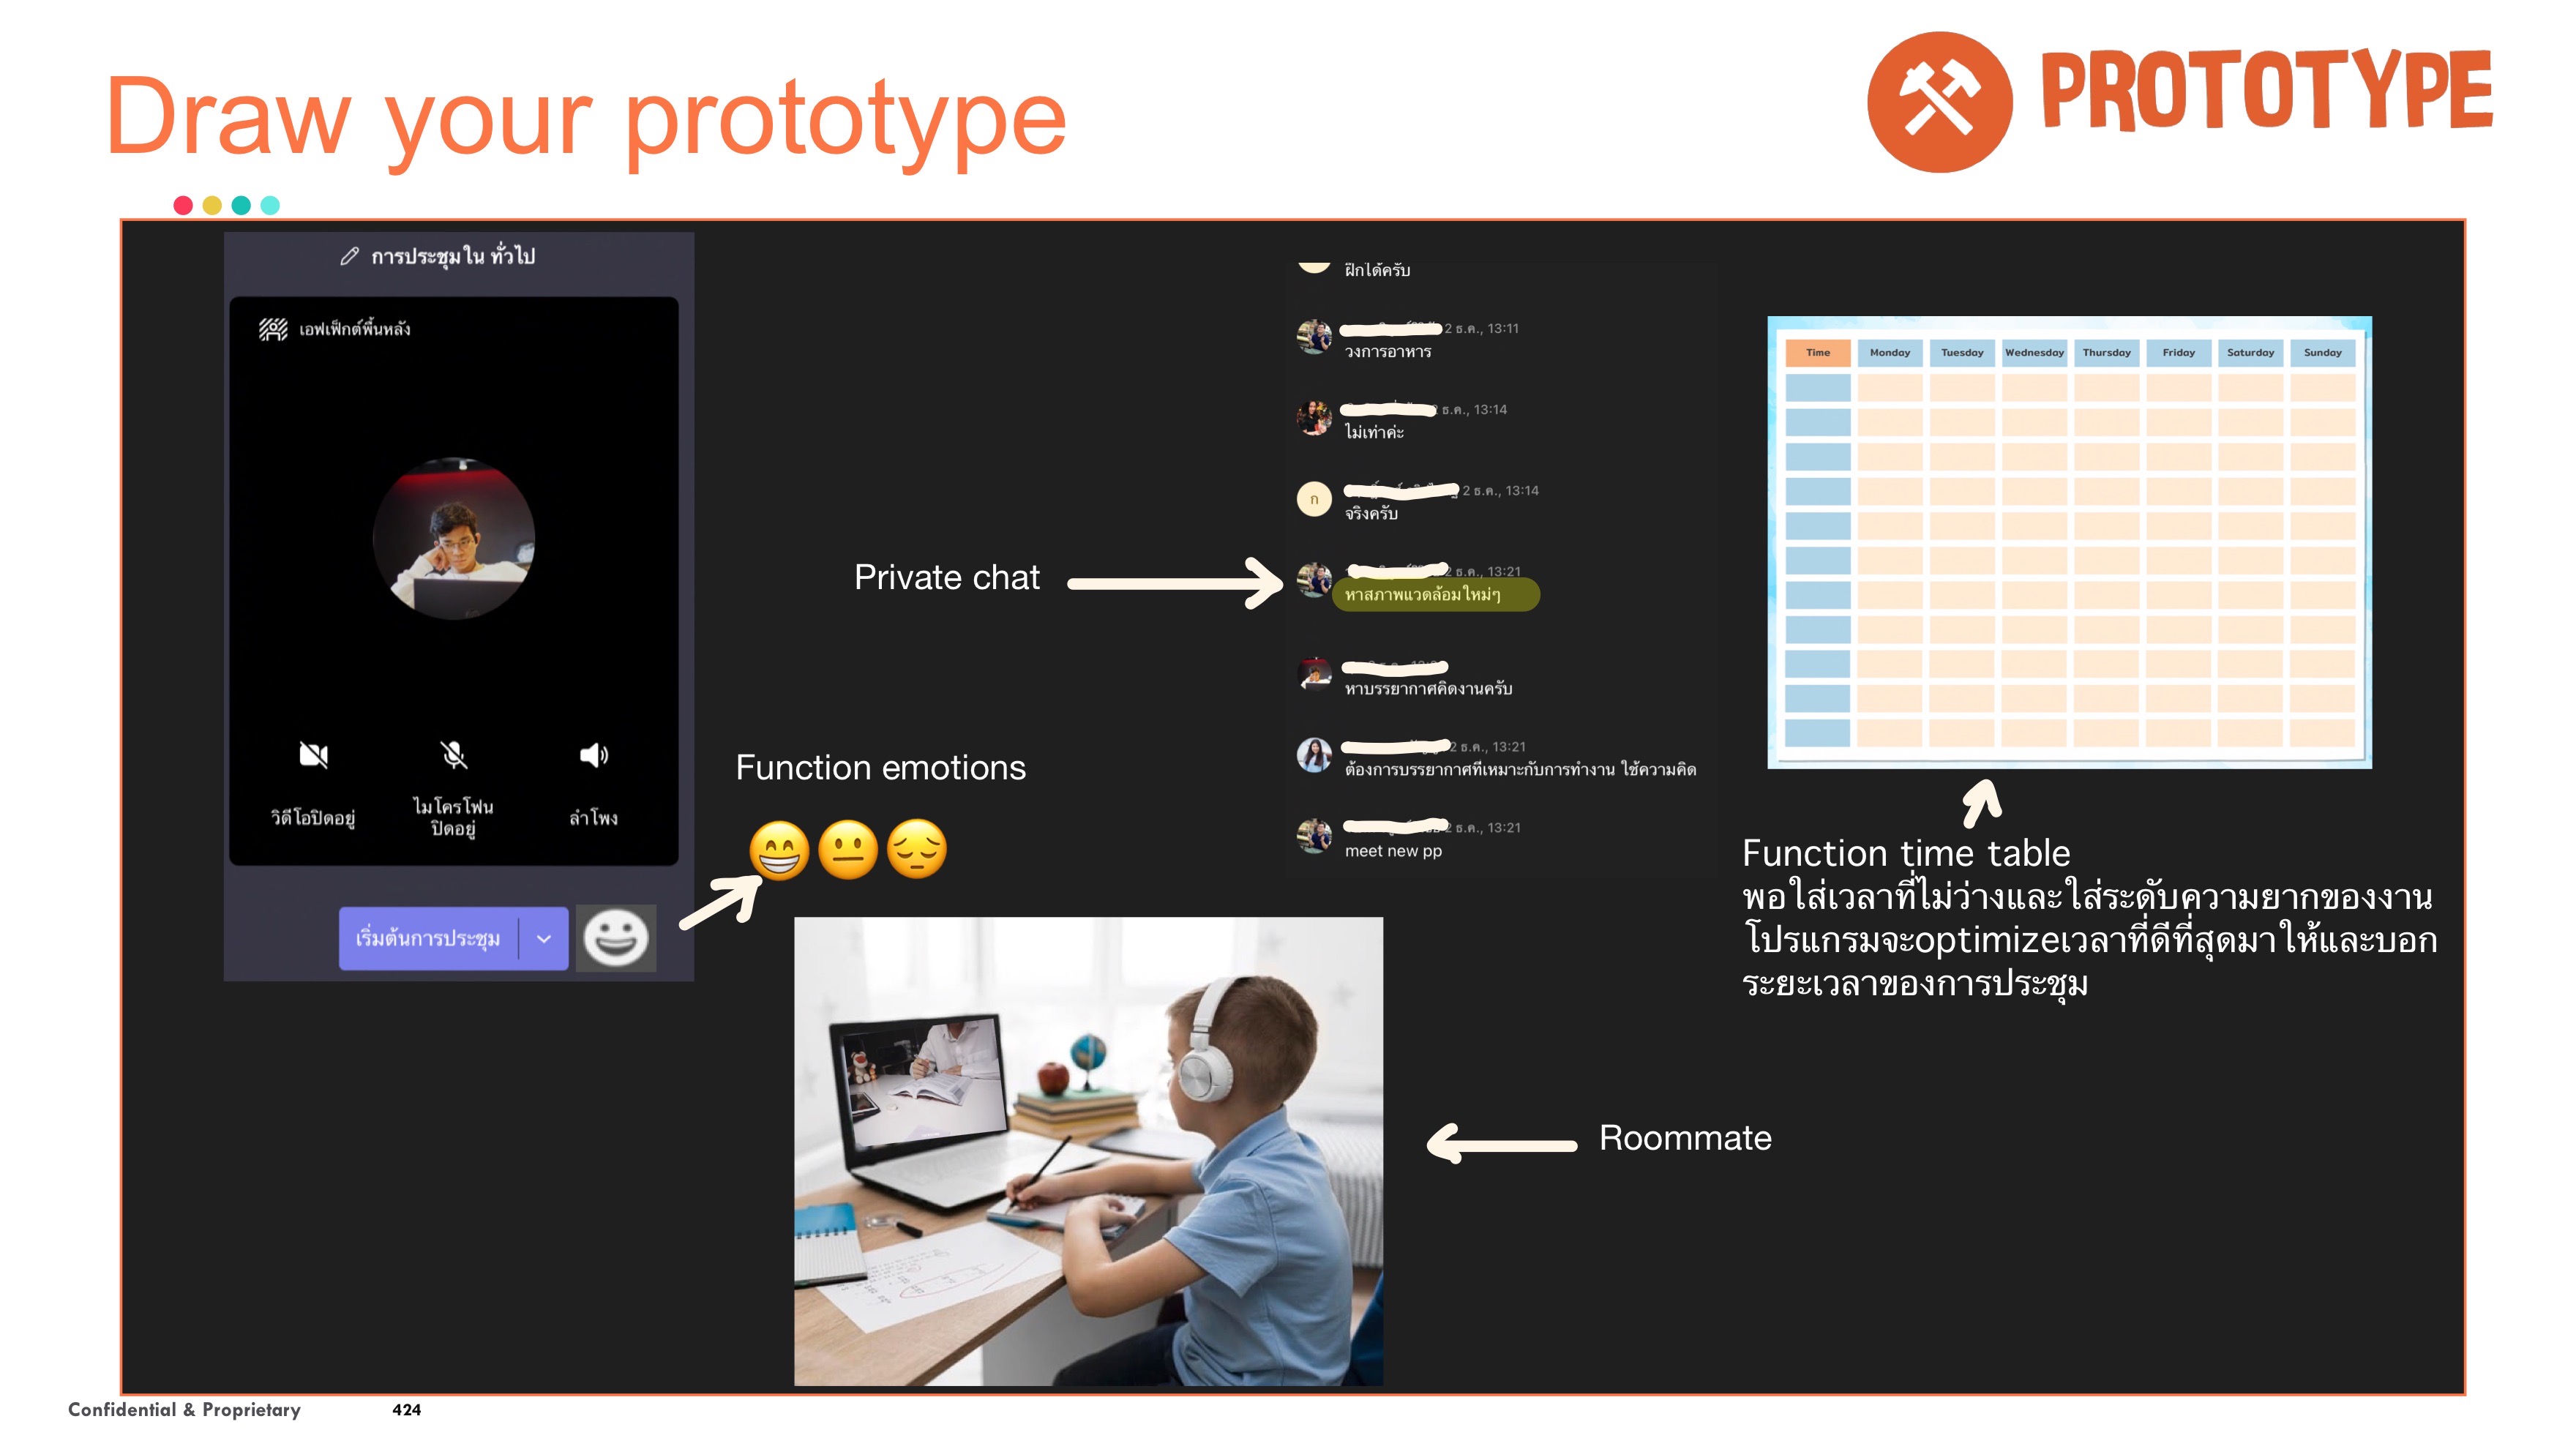 Draw your prototype
PROTOTYPE
การประชุมใน ทั่วไป
เอฟเฟ็กต์พื้นหลัง
วิดีโอปิดอยู่
ไมโครโฟน
ปิดอยู่
ลำโพง
เริ่มต้นการประชุม
Function emotions
Private chat
ฝึกได้ครับ
2 ธ.ค., 13:11
วงการอาหาร
2 ธ.ค., 13:14
ไม่เท่าค่ะ
ก
2 ธ.ค., 13:14
จริงครับ
2 ธ.ค., 13:21
หาสภาพแวดล้อมใหม่ๆ
หาบรรยากาศคิดงานครับ
2 ธ.ค., 13:21
ต้องการบรรยากาศที่เหมาะกับการทำงาน ใช้ความคิด
2 ธ.ค., 13:21
meet new pp
Time Monday Tuesday Wednesday Thursday Friday Saturday Sunday
Function time table
พอใส่เวลาที่ไม่ว่างและใส่ระดับความยากของงาน
โปรแกรมจะoptimizeเวลาที่ดีที่สุดมาให้และบอก
ระยะเวลาของการประชุม
Roommate
Confidential & Proprietary 424